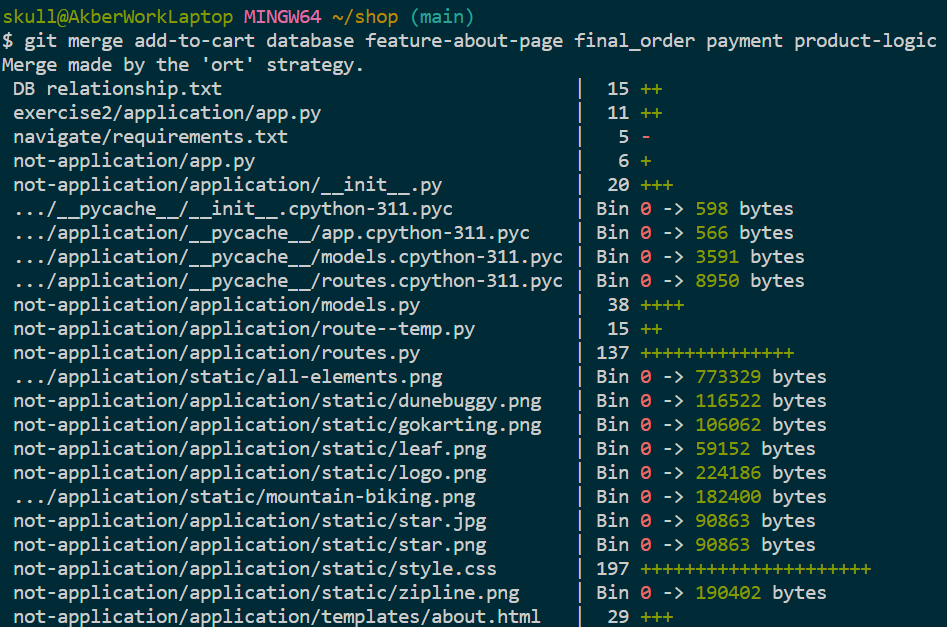 skull@AkberWorkLaptop MINGW64 ~/shop (main)
$ git merge add-to-cart database feature-about-page final_order payment product-logic
Merge made by the 'ort' strategy.
 DB relationship.txt | 15 ++
 exercise2/application/app.py | 11 ++
 navigate/requirements.txt | 5 -
 not-application/app.py | 6 +
 not-application/application/__init__.py | 20 +++
 .../__pycache__/__init__.cpython-311.pyc | Bin 0 -> 598 bytes
 .../application/__pycache__/app.cpython-311.pyc | Bin 0 -> 566 bytes
 .../application/__pycache__/models.cpython-311.pyc | Bin 0 -> 3591 bytes
 .../application/__pycache__/routes.cpython-311.pyc | Bin 0 -> 8950 bytes
 not-application/application/models.py | 38 ++++
 not-application/application/route--temp.py | 15 ++
 not-application/application/routes.py | 137 ++++++++++++++
 .../application/static/all-elements.png | Bin 0 -> 773329 bytes
 not-application/application/static/dunebuggy.png | Bin 0 -> 116522 bytes
 not-application/application/static/gokarting.png | Bin 0 -> 106062 bytes
 not-application/application/static/leaf.png | Bin 0 -> 59152 bytes
 not-application/application/static/logo.png | Bin 0 -> 224186 bytes
 .../application/static/mountain-biking.png | Bin 0 -> 182400 bytes
 not-application/application/static/star.jpg | Bin 0 -> 90863 bytes
 not-application/application/static/star.png | Bin 0 -> 90863 bytes
 not-application/application/static/style.css | 197 +++++++++++++++++++++
 not-application/application/static/zipline.png | Bin 0 -> 190402 bytes
 not-application/application/templates/about.html | 29 +++